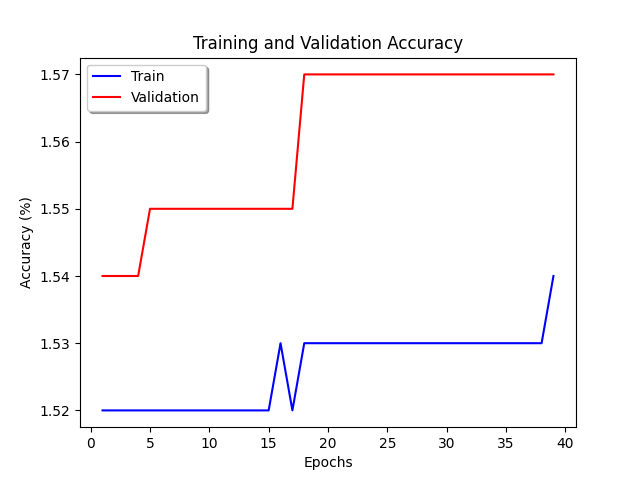 Training and Validation Accuracy
Train
Validation
1.57
1.56
1.55
1.54
1.53
1.52
Accuracy (%)
0 5 10 15 20 25 30 35 40
Epochs